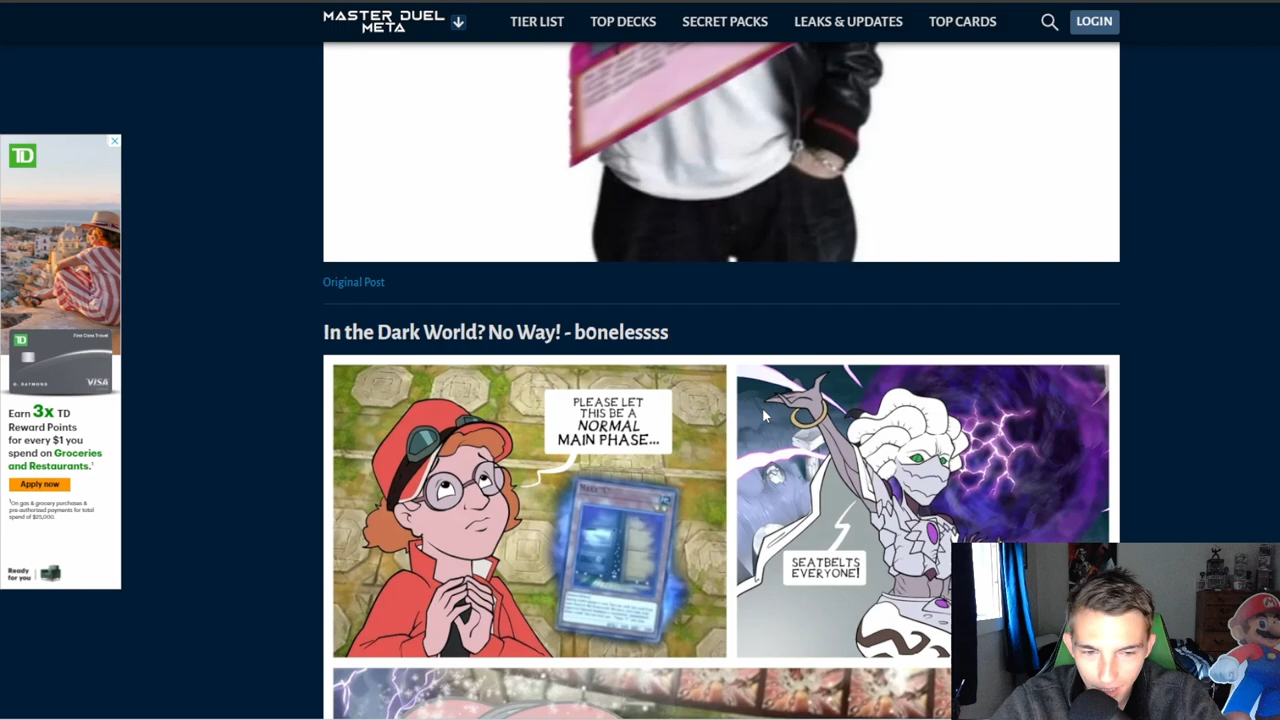 MASTER DUEL
META
TIER LIST
TOP DECKS
SECRET PACKS
LEAKS & UPDATES
TOP CARDS
LOGIN
TD
VISA
Earn 3x TD
Reward Points
for every $1 you
spend on Groceries
and Restaurants.¹
Apply now
Ready
for you
Original Post
In the Dark World? No Way! - b0nelessss
PLEASE LET
THIS BE A
NORMAL
MAIN PHASE...
SEATBELTS
EVERYONE!